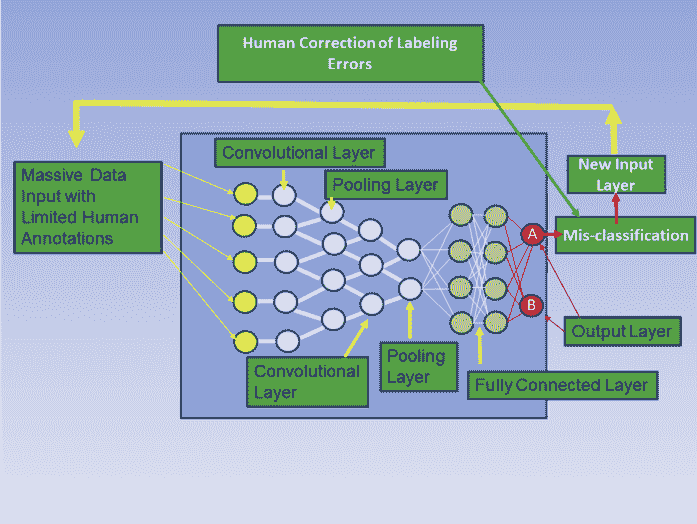 Human Correction of Labeling
Errors
Convolutional Layer
Pooling Layer
Massive Data
Input with
Limited Human
Annotations
New Input
Layer
A
Mis-classification
B
Output Layer
Convolutional
Layer
Pooling
Layer
Fully Connected Layer